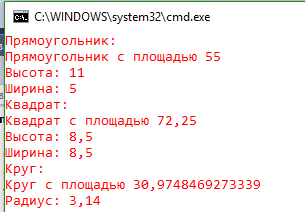 C:\WINDOWS\system32\cmd.exe
Прямоугольник:
Прямоугольник с площадью 55
Высота: 11
Ширина: 5
Квадрат:
Квадрат с площадью 72,25
Высота: 8,5
Ширина: 8,5
Круг:
Круг с площадью 30,9748469273339
Радиус: 3,14